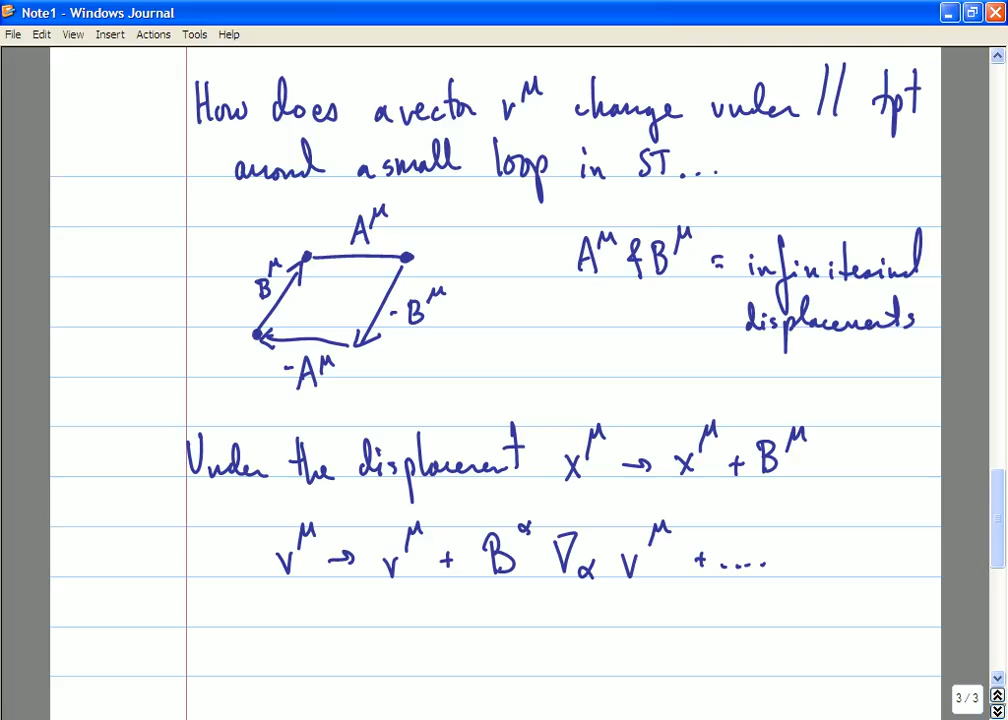 Note1 - Windows Journal
File Edit View Insert Actions Tools Help
How does a vector v^μ change under // tpt
around a small loop in ST...
A^μ
B^μ
-B^μ
-A^μ
A^μ & B^μ = infinitesimal
displacements
Under the displacement x^μ → x^μ + B^μ
v^μ → v^μ + B^α ∇_α v^μ + ....
3/3